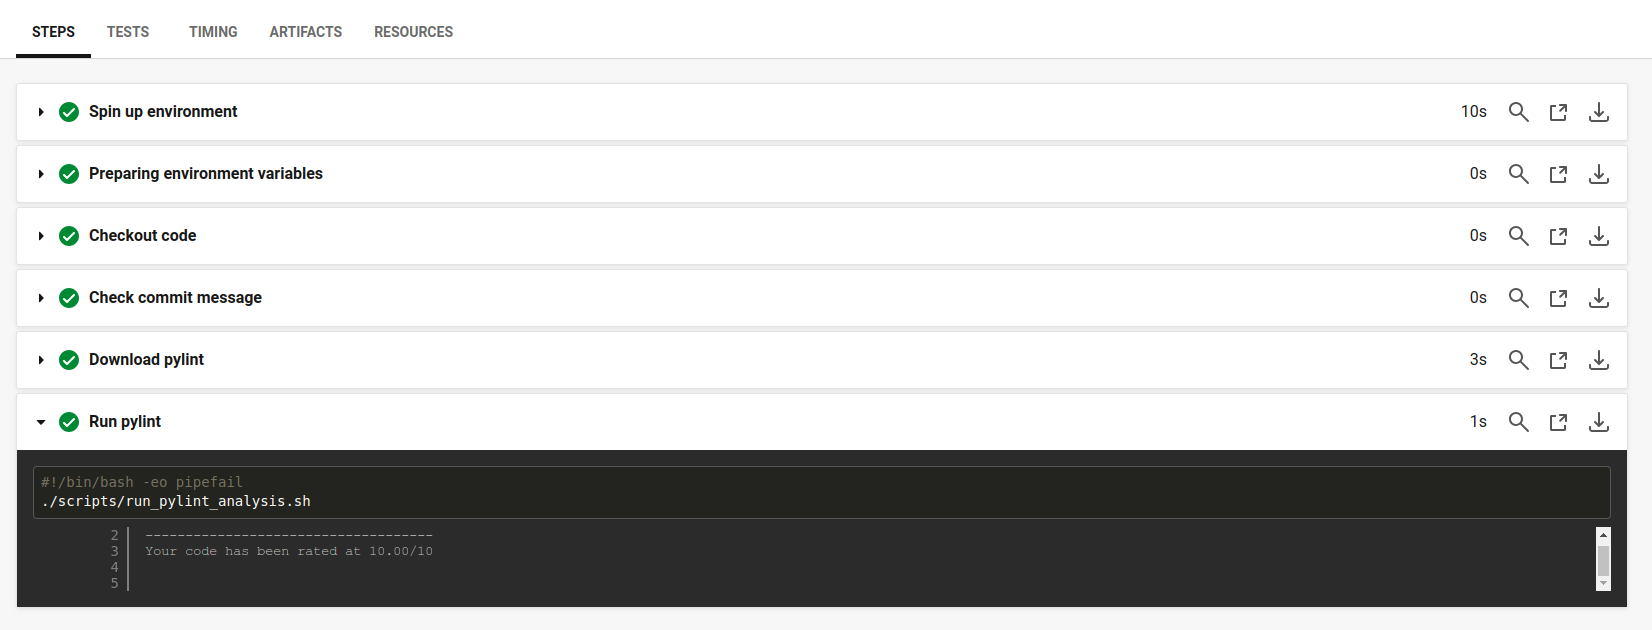 STEPS TESTS TIMING ARTIFACTS RESOURCES
Spin up environment 10s
Preparing environment variables 0s
Checkout code 0s
Check commit message 0s
Download pylint 3s
Run pylint 1s
#!/bin/bash -eo pipefail
./scripts/run_pylint_analysis.sh
2 ------------------------------------
3 Your code has been rated at 10.00/10
4
5